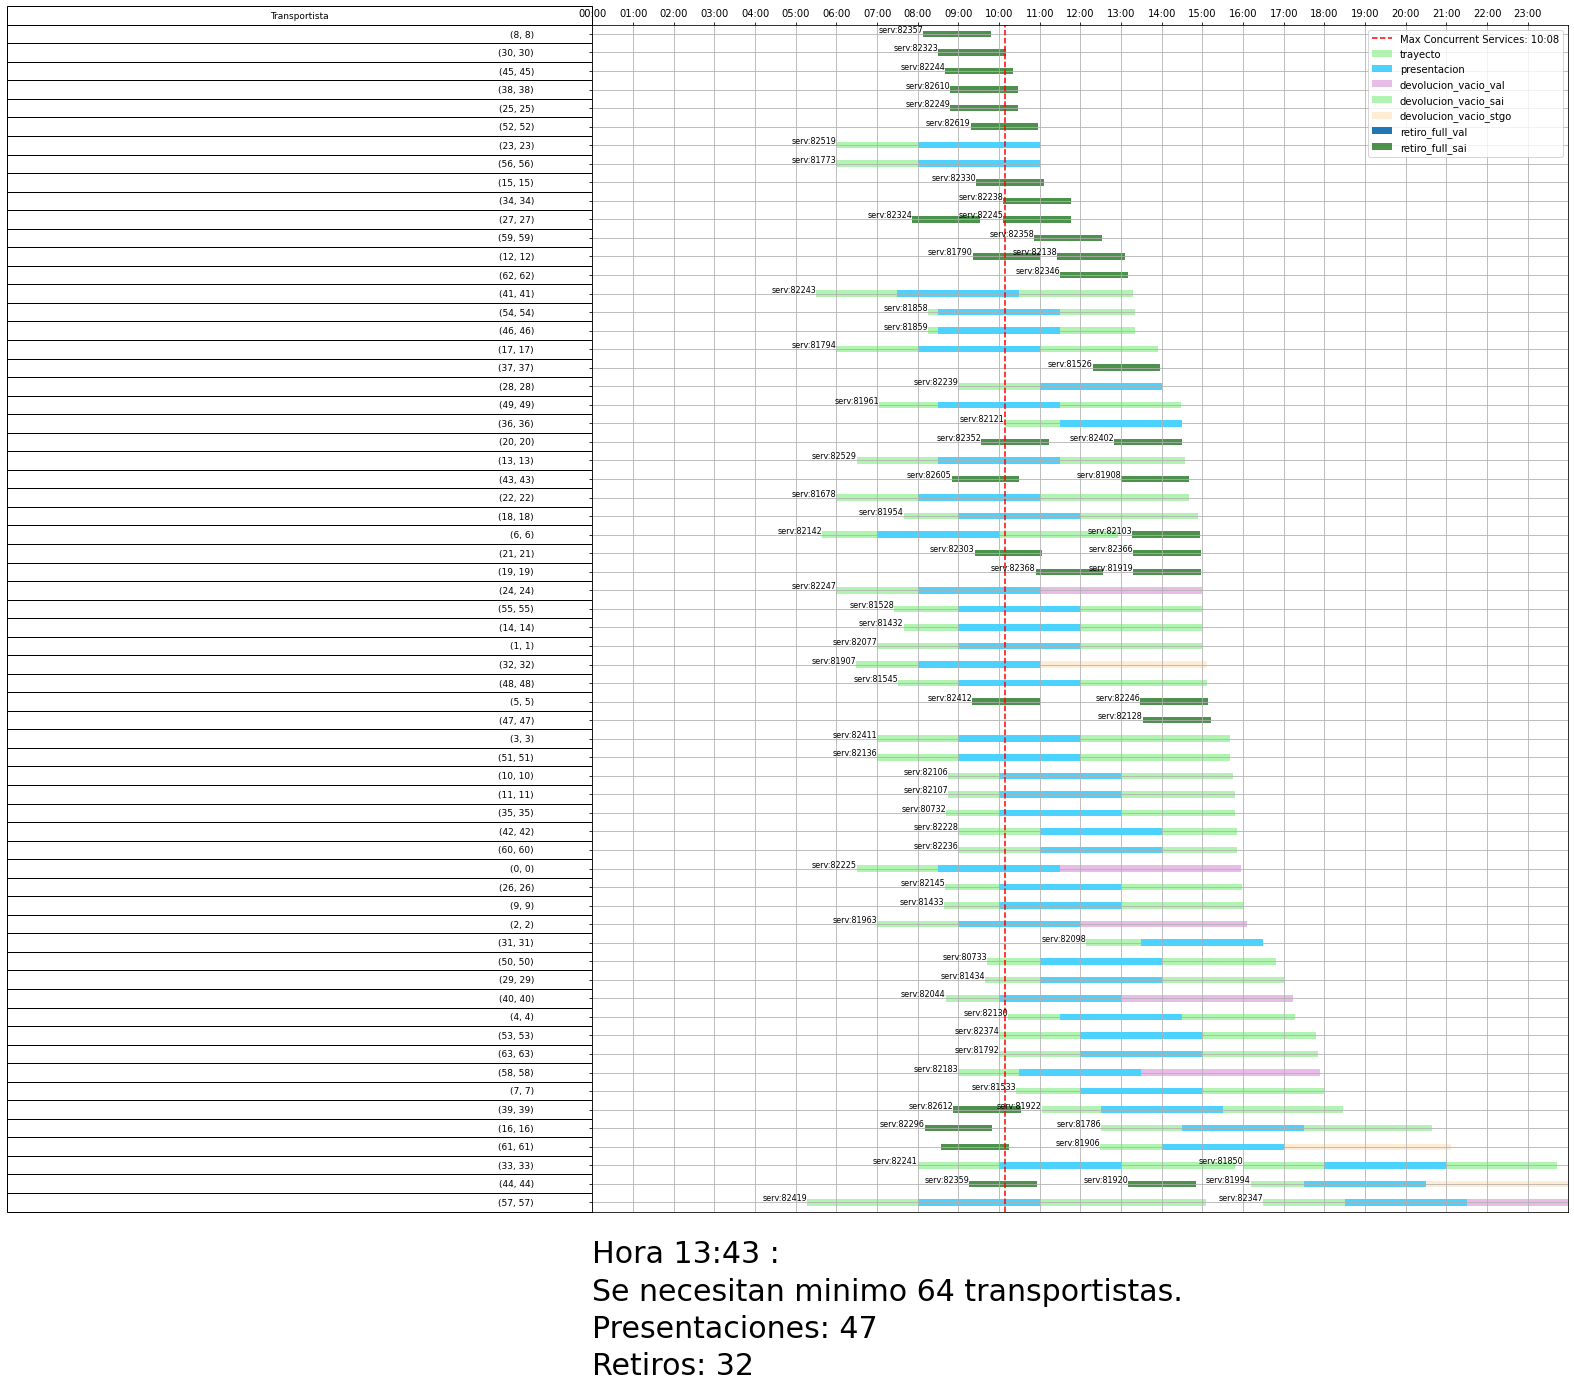 Transportista 00:00 01:00 02:00 03:00 04:00 05:00 06:00 07:00 08:00 09:00 10:00 11:00 12:00 13:00 14:00 15:00 16:00 17:00 18:00 19:00 20:00 21:00 22:00 23:00
Max Concurrent Services: 10:08
trayecto
presentacion
devolucion_vacio_val
devolucion_vacio_sai
devolucion_vacio_stgo
retiro_full_val
retiro_full_sai
(8, 8) serv:82357
(30, 30) serv:82323
(45, 45) serv:82244
(38, 38) serv:82610
(25, 25) serv:82249
(52, 52) serv:82619
(23, 23) serv:82519
(56, 56) serv:81773
(15, 15) serv:82330
(34, 34) serv:82238
(27, 27) serv:82324 serv:82245
(59, 59) serv:82358
(12, 12) serv:81790 serv:82138
(62, 62) serv:82346
(41, 41) serv:82243
(54, 54) serv:81858
(46, 46) serv:81859
(17, 17) serv:81794
(37, 37) serv:81526
(28, 28) serv:82239
(49, 49) serv:81961
(36, 36) serv:82121
(20, 20) serv:82352 serv:82402
(13, 13) serv:82529
(43, 43) serv:82605 serv:81908
(22, 22) serv:81678
(18, 18) serv:81954
(6, 6) serv:82142 serv:82103
(21, 21) serv:82303 serv:82366
(19, 19) serv:82368 serv:81919
(24, 24) serv:82247
(55, 55) serv:81528
(14, 14) serv:81432
(1, 1) serv:82077
(32, 32) serv:81907
(48, 48) serv:81545
(5, 5) serv:82412 serv:82246
(47, 47) serv:82128
(3, 3) serv:82411
(51, 51) serv:82136
(10, 10) serv:82106
(11, 11) serv:82107
(35, 35) serv:80732
(42, 42) serv:82228
(60, 60) serv:82236
(0, 0) serv:82225
(26, 26) serv:82145
(9, 9) serv:81433
(2, 2) serv:81963
(31, 31) serv:82098
(50, 50) serv:80733
(29, 29) serv:81434
(40, 40) serv:82044
(4, 4) serv:82130
(53, 53) serv:82374
(63, 63) serv:81792
(58, 58) serv:82183
(7, 7) serv:81533
(39, 39) serv:82612 serv:81922
(16, 16) serv:82296 serv:81786
(61, 61) serv:81906
(33, 33) serv:82241 serv:81850
(44, 44) serv:82359 serv:81920 serv:81994
(57, 57) serv:82419 serv:82347
Hora 13:43 :
Se necesitan minimo 64 transportistas.
Presentaciones: 47
Retiros: 32